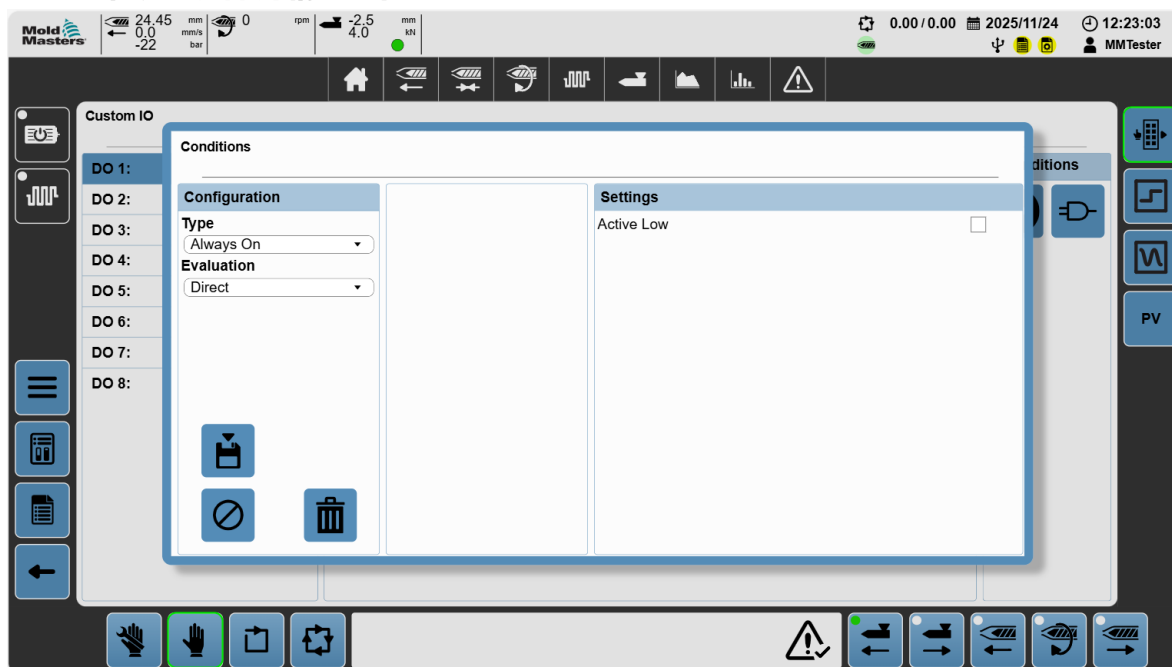 Mold Masters
24.45 mm
0.0 mm/s
-22 bar
0 rpm
-2.5 mm
4.0 kN
0.00 / 0.00
2025/11/24
12:23:03
MMTester
Custom IO
Conditions
ditions
DO 1:
DO 2:
DO 3:
DO 4:
DO 5:
DO 6:
DO 7:
DO 8:
Configuration
Type
Always On
Evaluation
Direct
Settings
Active Low
PV